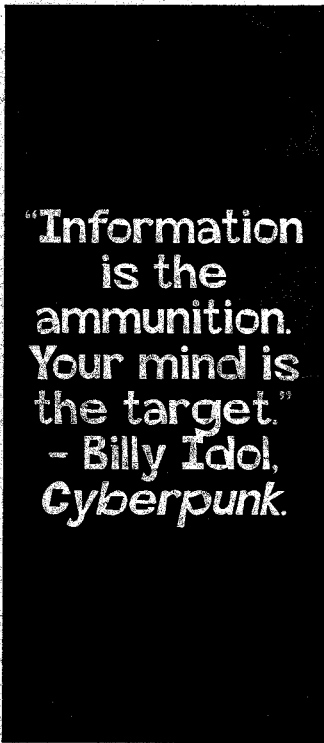 “Information
is the
ammunition.
Your mind is
the target.”
– Billy Idol,
Cyberpunk.